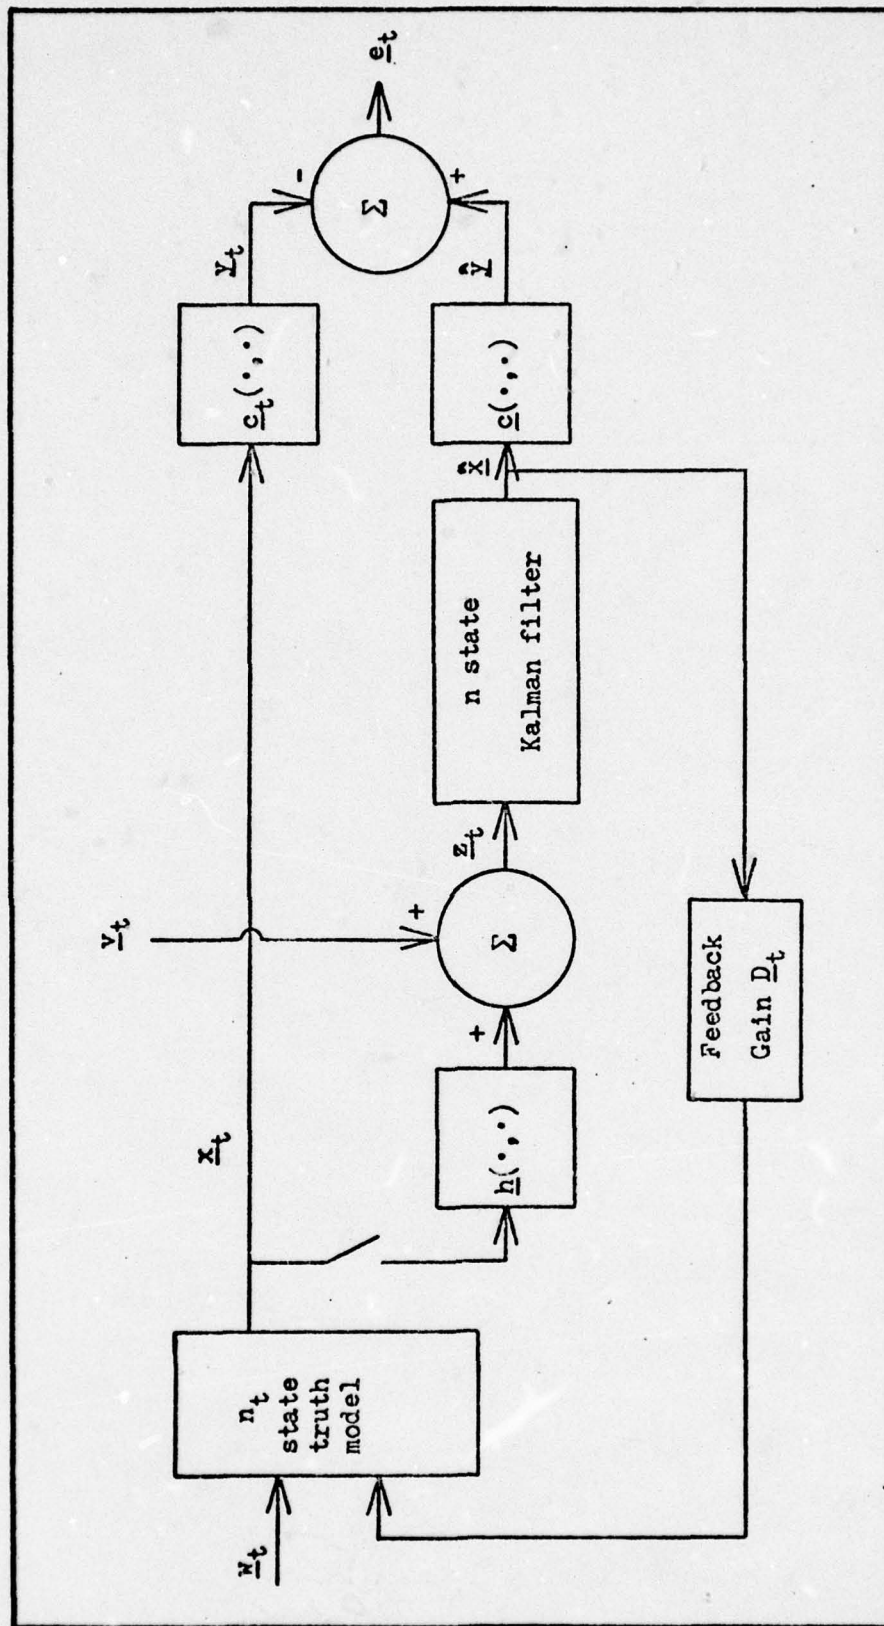 w_t
n_t
state
truth
model
x_t
v_t
h(·,·)
+
+
Σ
z_t
n state
Kalman filter
x̂
c_t(·,·)
c(·,·)
y_t
ŷ
-
+
Σ
e_t
Feedback
Gain D_t